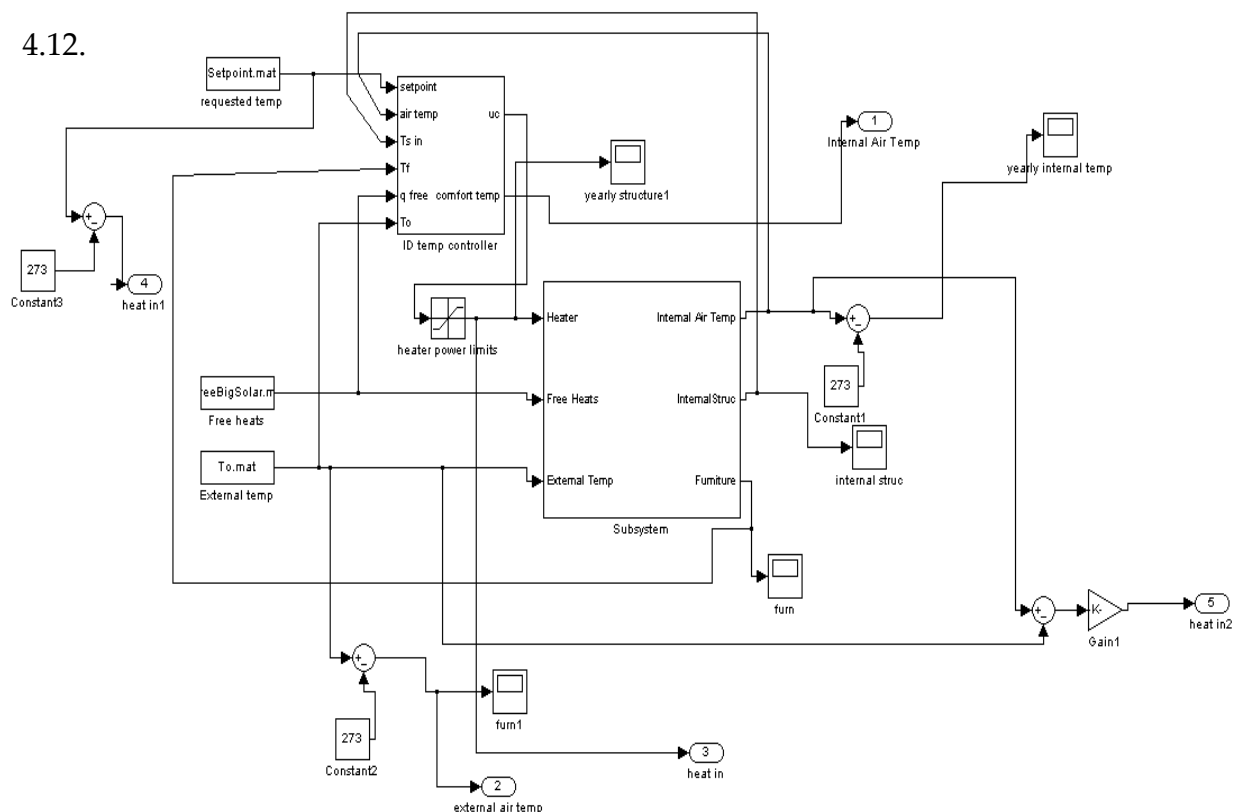 4.12.
Setpoint.mat
requested temp
setpoint
air temp
Ts in
Tf
q free
To
uc
comfort temp
ID temp controller
1
Internal Air Temp
yearly structure1
yearly internal temp
273
Constant3
4
heat in1
heater power limits
Heater
Free Heats
External Temp
Internal Air Temp
InternalStruc
Furniture
Subsystem
273
Constant1
internal struc
reeBigSolar.m
Free heats
To.mat
External temp
furn
K-
Gain1
5
heat in2
273
Constant2
furn1
3
heat in
2
external air temp